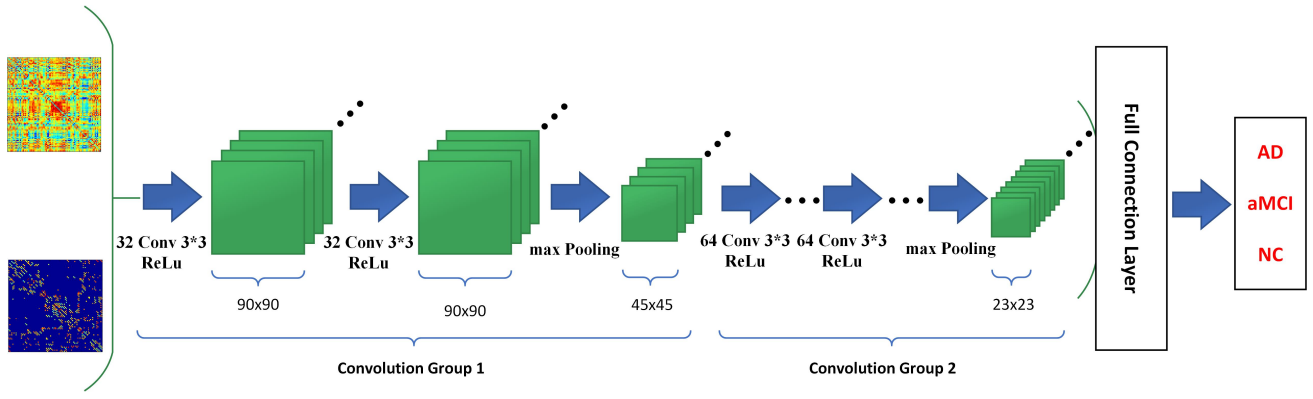 32 Conv 3*3
ReLu
90x90
32 Conv 3*3
ReLu
90x90
max Pooling
45x45
Convolution Group 1
64 Conv 3*3
ReLu
64 Conv 3*3
ReLu
max Pooling
23x23
Convolution Group 2
Full Connection Layer
AD
aMCI
NC